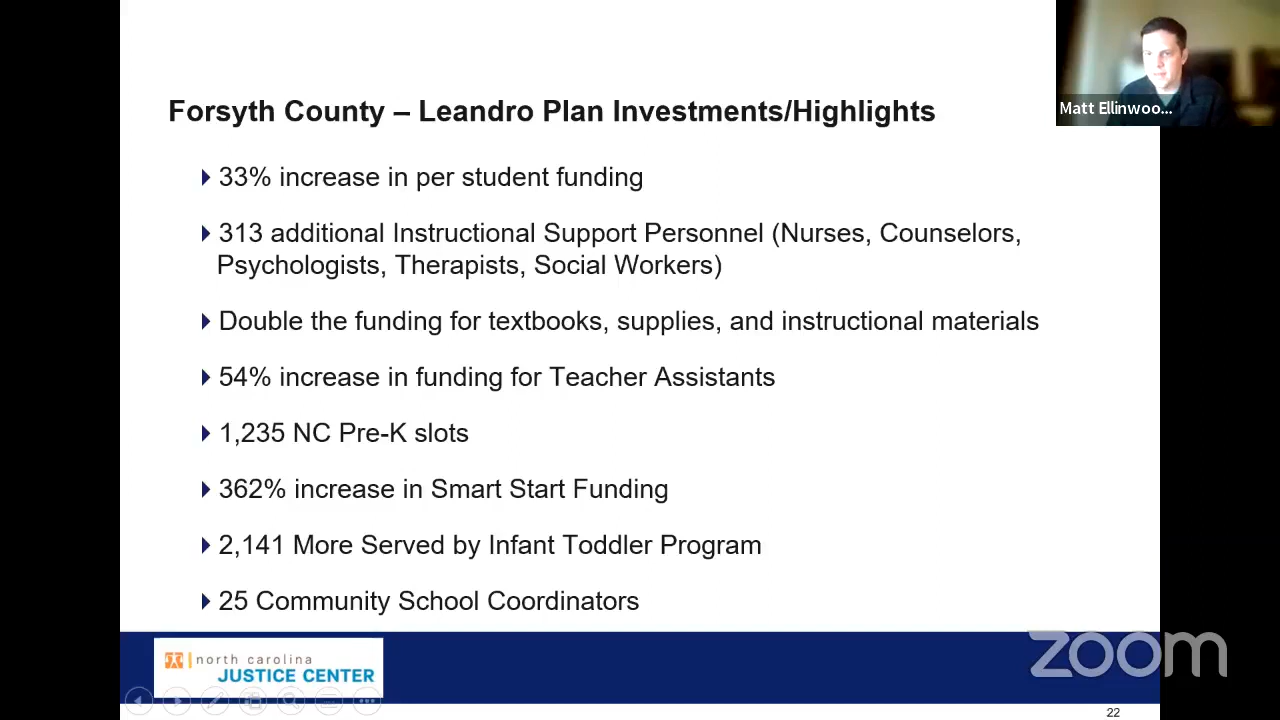 Forsyth County – Leandro Plan Investments/Highlights
33% increase in per student funding
313 additional Instructional Support Personnel (Nurses, Counselors,
Psychologists, Therapists, Social Workers)
Double the funding for textbooks, supplies, and instructional materials
54% increase in funding for Teacher Assistants
1,235 NC Pre-K slots
362% increase in Smart Start Funding
2,141 More Served by Infant Toddler Program
25 Community School Coordinators
north carolina
JUSTICE CENTER
22
Matt Ellinwoo...
zoom